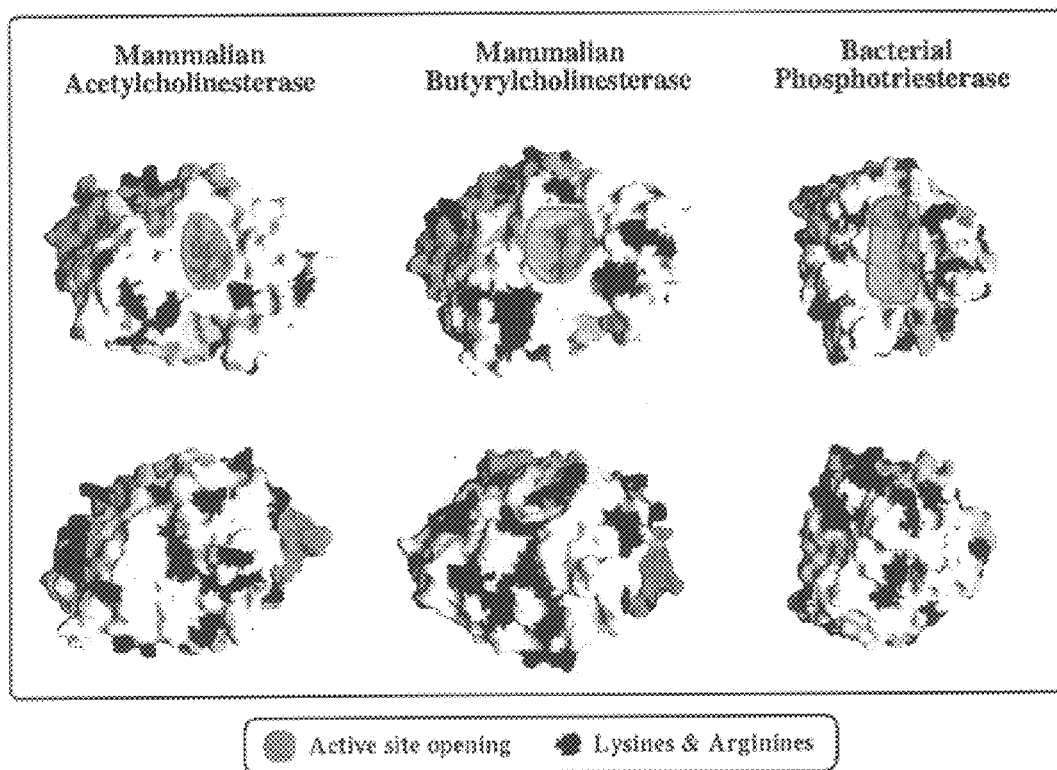 Mammalian
Acetylcholinesterase
Mammalian
Butyrylcholinesterase
Bacterial
Phosphotriesterase
Active site opening
Lysines & Arginines